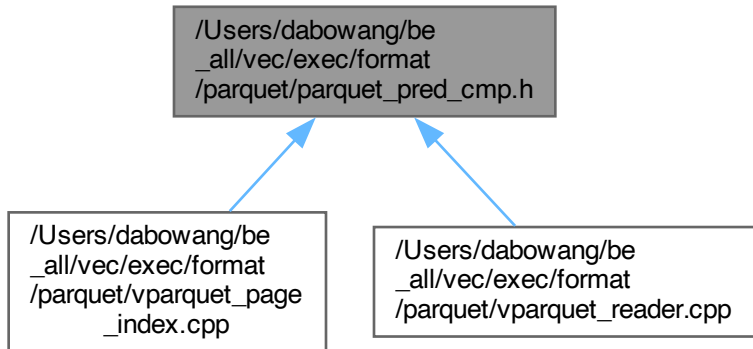 /Users/dabowang/be
_all/vec/exec/format
/parquet/parquet_pred_cmp.h
/Users/dabowang/be
_all/vec/exec/format
/parquet/vparquet_page
_index.cpp
/Users/dabowang/be
_all/vec/exec/format
/parquet/vparquet_reader.cpp